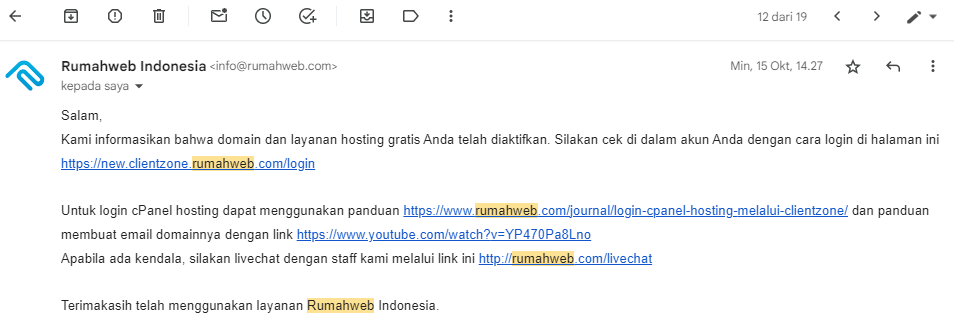 12 dari 19
Rumahweb Indonesia <info@rumahweb.com>
Min, 15 Okt, 14.27
kepada saya
Salam,
Kami informasikan bahwa domain dan layanan hosting gratis Anda telah diaktifkan. Silakan cek di dalam akun Anda dengan cara login di halaman ini
https://new.clientzone.rumahweb.com/login
Untuk login cPanel hosting dapat menggunakan panduan https://www.rumahweb.com/journal/login-cpanel-hosting-melalui-clientzone/ dan panduan
membuat email domainnya dengan link https://www.youtube.com/watch?v=YP470Pa8Lno
Apabila ada kendala, silakan livechat dengan staff kami melalui link ini http://rumahweb.com/livechat
Terimakasih telah menggunakan layanan Rumahweb Indonesia.